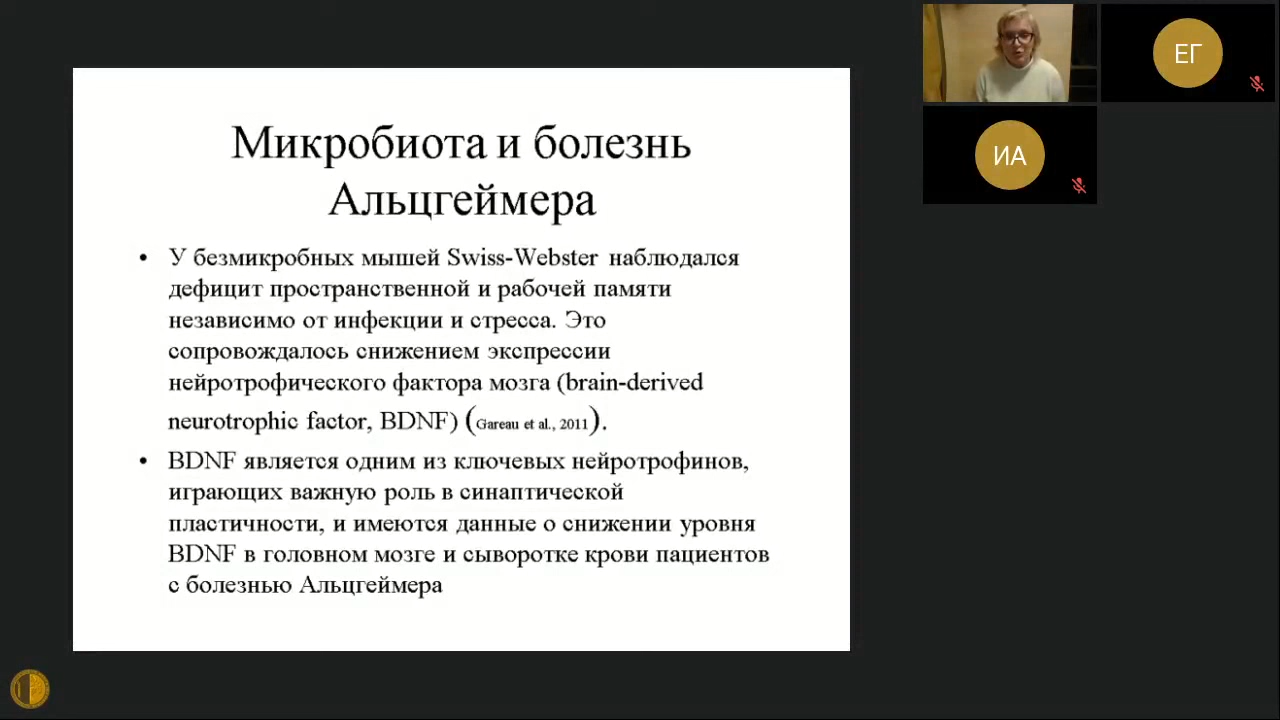 Микробиота и болезнь
Альцгеймера
• У безмикробных мышей Swiss-Webster наблюдался
дефицит пространственной и рабочей памяти
независимо от инфекции и стресса. Это
сопровождалось снижением экспрессии
нейротрофического фактора мозга (brain-derived
neurotrophic factor, BDNF) (Gareau et al., 2011).
• BDNF является одним из ключевых нейротрофинов,
играющих важную роль в синаптической
пластичности, и имеются данные о снижении уровня
BDNF в головном мозге и сыворотке крови пациентов
с болезнью Альцгеймера
ЕГ
ИА